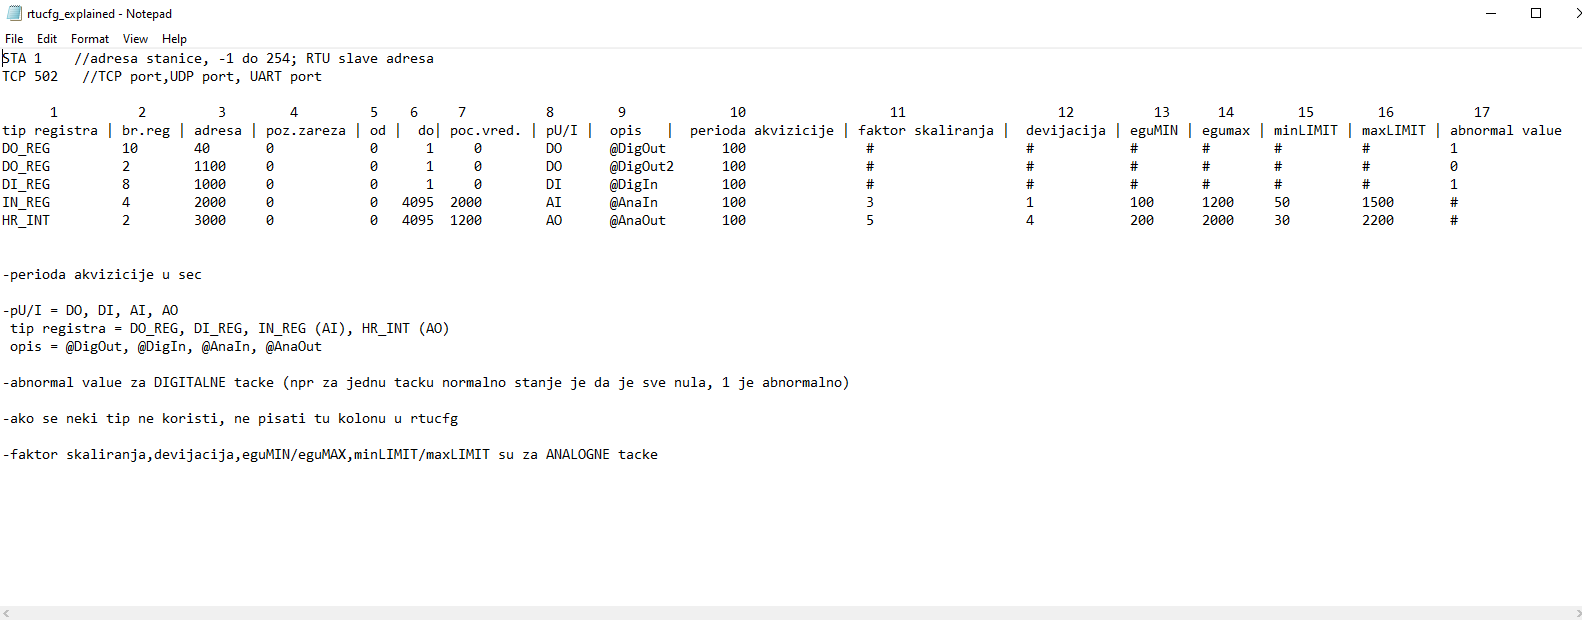 rtucfg_explained - Notepad
File Edit Format View Help
STA 1 //adresa stanice, -1 do 254; RTU slave adresa
TCP 502 //TCP port,UDP port, UART port
1 2 3 4 5 6 7 8 9 10 11 12 13 14 15 16 17
tip registra | br.reg | adresa | poz.zareza | od | do| poc.vred. | pU/I | opis | perioda akvizicije | faktor skaliranja | devijacija | eguMIN | egumax | minLIMIT | maxLIMIT | abnormal value
DO_REG 10 40 0 0 1 0 DO @DigOut 100 # # # # # # 1
DO_REG 2 1100 0 0 1 0 DO @DigOut2 100 # # # # # # 0
DI_REG 8 1000 0 0 1 0 DI @DigIn 100 # # # # # # 1
IN_REG 4 2000 0 0 4095 2000 AI @AnaIn 100 3 1 100 1200 50 1500 #
HR_INT 2 3000 0 0 4095 1200 AO @AnaOut 100 5 4 200 2000 30 2200 #
-perioda akvizicije u sec
-pU/I = DO, DI, AI, AO
tip registra = DO_REG, DI_REG, IN_REG (AI), HR_INT (AO)
opis = @DigOut, @DigIn, @AnaIn, @AnaOut
-abnormal value za DIGITALNE tacke (npr za jednu tacku normalno stanje je da je sve nula, 1 je abnormalno)
-ako se neki tip ne koristi, ne pisati tu kolonu u rtucfg
-faktor skaliranja,devijacija,eguMIN/eguMAX,minLIMIT/maxLIMIT su za ANALOGNE tacke